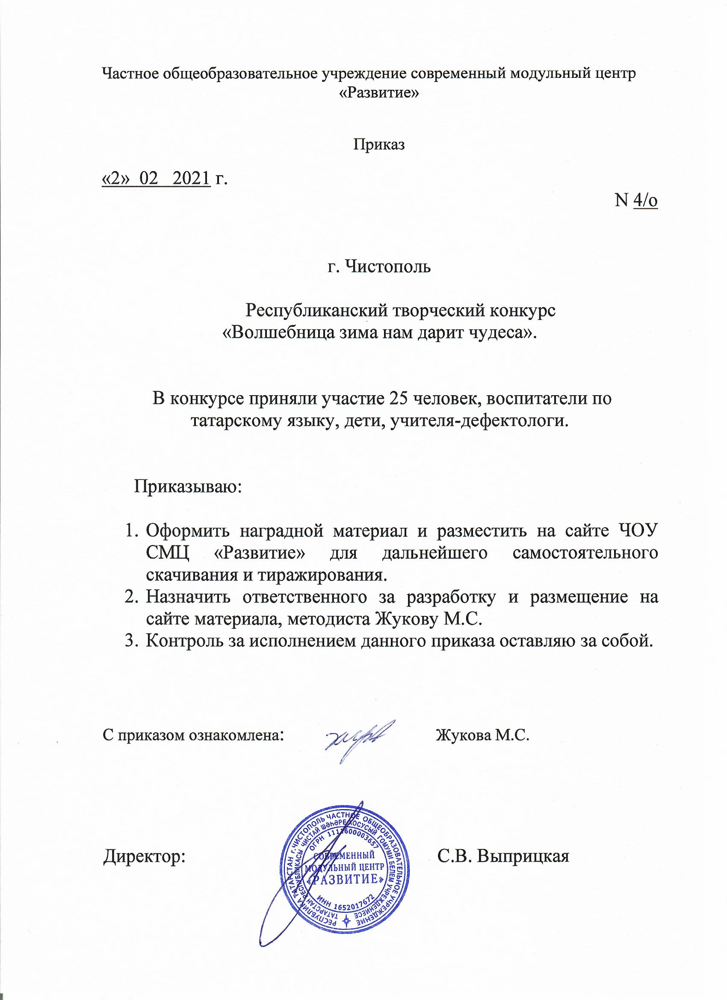 Частное общеобразовательное учреждение современный модульный центр
«Развитие»
Приказ
«2» 02 2021 г.
N 4/о
г. Чистополь
Республиканский творческий конкурс
«Волшебница зима нам дарит чудеса».
В конкурсе приняли участие 25 человек, воспитатели по
татарскому языку, дети, учителя-дефектологи.
Приказываю:
1. Оформить наградной материал и разместить на сайте ЧОУ
СМЦ «Развитие» для дальнейшего самостоятельного
скачивания и тиражирования.
2. Назначить ответственного за разработку и размещение на
сайте материала, методиста Жукову М.С.
3. Контроль за исполнением данного приказа оставляю за собой.
С приказом ознакомлена: Жукова М.С.
Директор: С.В. Выприцкая
РЕСПУБЛИКА ТАТАРСТАН г. ЧИСТОПОЛЬ ЧАСТНОЕ ОБЩЕОБРАЗОВАТЕЛЬНОЕ УЧРЕЖДЕНИЕ
ТАТАРСТАН РЕСПУБЛИКАСЫ ЧИСТАЙ ШӘҺӘРЕ ХОСУСЫЙ ГОМУМИ БЕЛЕМ УЧРЕЖДЕНИЕСЕ
ОГРН 1111600003657
СОВРЕМЕННЫЙ
МОДУЛЬНЫЙ ЦЕНТР
«РАЗВИТИЕ»
ИНН 1652017672